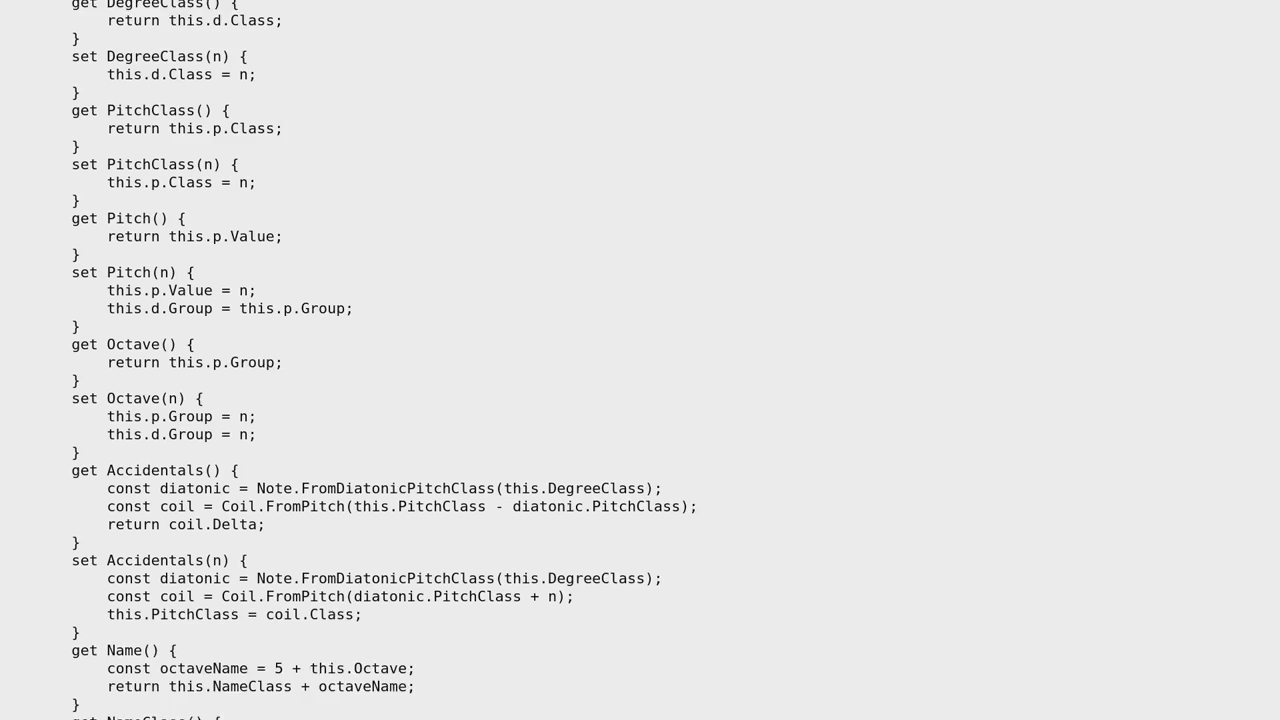 get DegreeClass() {
return this.d.Class;
}
set DegreeClass(n) {
this.d.Class = n;
}
get PitchClass() {
return this.p.Class;
}
set PitchClass(n) {
this.p.Class = n;
}
get Pitch() {
return this.p.Value;
}
set Pitch(n) {
this.p.Value = n;
this.d.Group = this.p.Group;
}
get Octave() {
return this.p.Group;
}
set Octave(n) {
this.p.Group = n;
this.d.Group = n;
}
get Accidentals() {
const diatonic = Note.FromDiatonicPitchClass(this.DegreeClass);
const coil = Coil.FromPitch(this.PitchClass - diatonic.PitchClass);
return coil.Delta;
}
set Accidentals(n) {
const diatonic = Note.FromDiatonicPitchClass(this.DegreeClass);
const coil = Coil.FromPitch(diatonic.PitchClass + n);
this.PitchClass = coil.Class;
}
get Name() {
const octaveName = 5 + this.Octave;
return this.NameClass + octaveName;
}
get NameClass() {